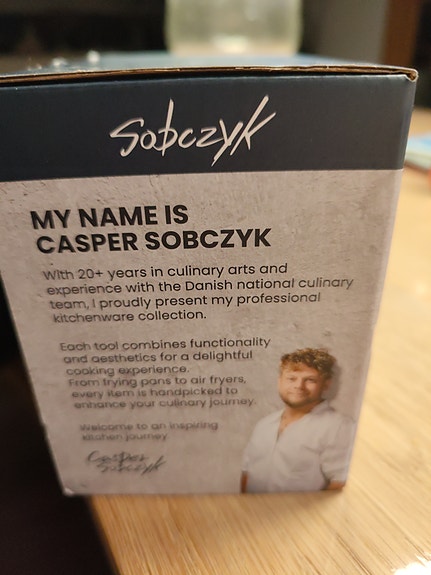 Sobczyk
MY NAME IS
CASPER SOBCZYK
With 20+ years in culinary arts and
experience with the Danish national culinary
team, I proudly present my professional
kitchenware collection.
Each tool combines functionality
and aesthetics for a delightful
cooking experience.
From frying pans to air fryers,
every item is handpicked to
enhance your culinary journey.
Welcome to an inspiring
kitchen journey
Casper
Sobczyk